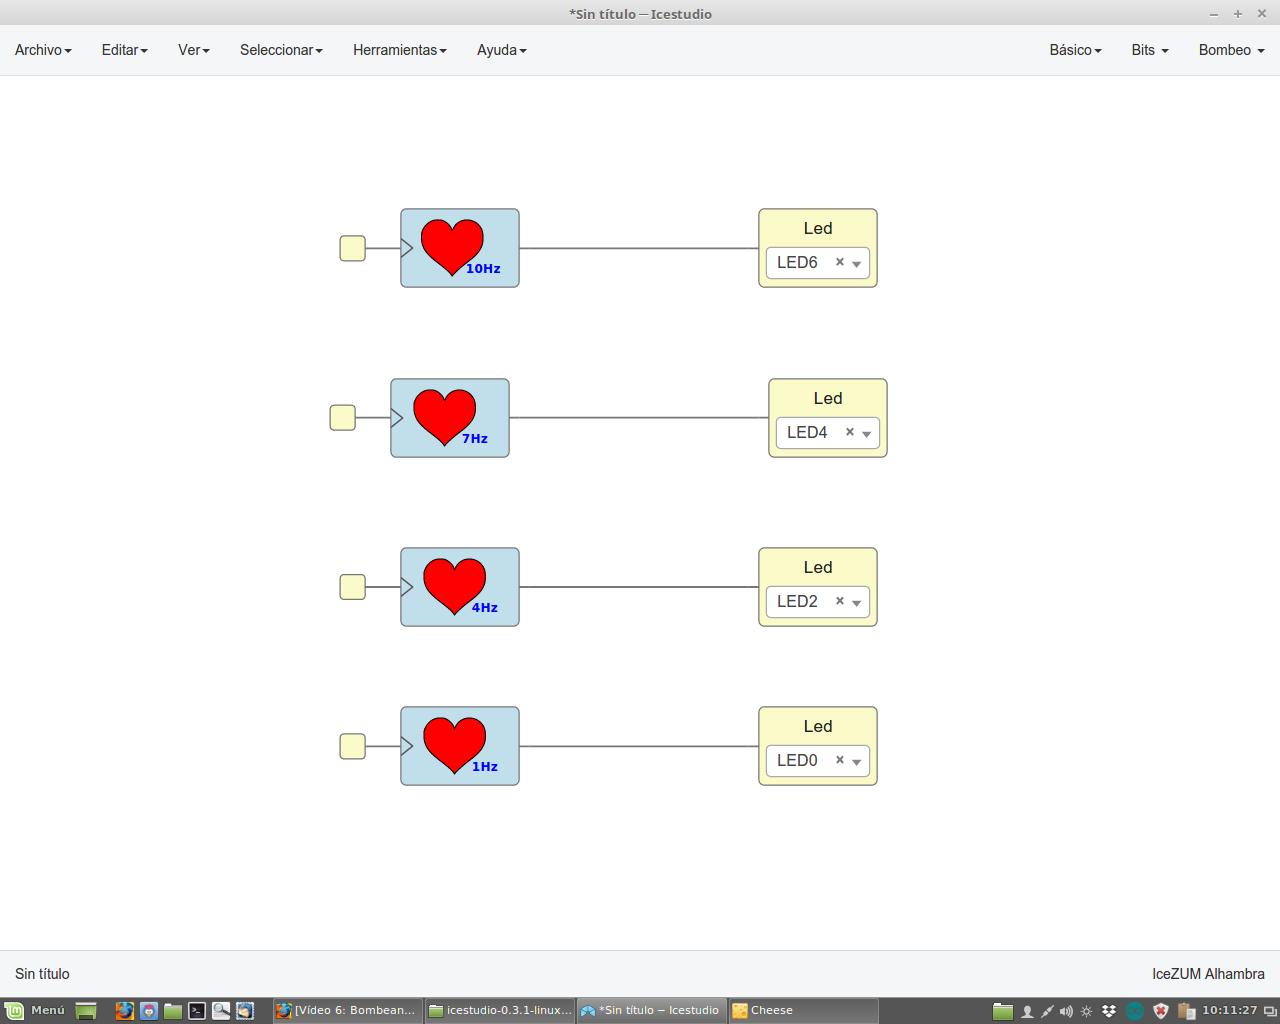 *Sin título — Icestudio
Archivo Editar Ver Seleccionar Herramientas Ayuda Básico Bits Bombeo
Led
LED6
10Hz
Led
LED4
7Hz
Led
LED2
4Hz
Led
LED0
1Hz
Sin título IceZUM Alhambra
Menú [Vídeo 6: Bombean... icestudio-0.3.1-linux... *Sin título — Icestudio Cheese 10:11:27